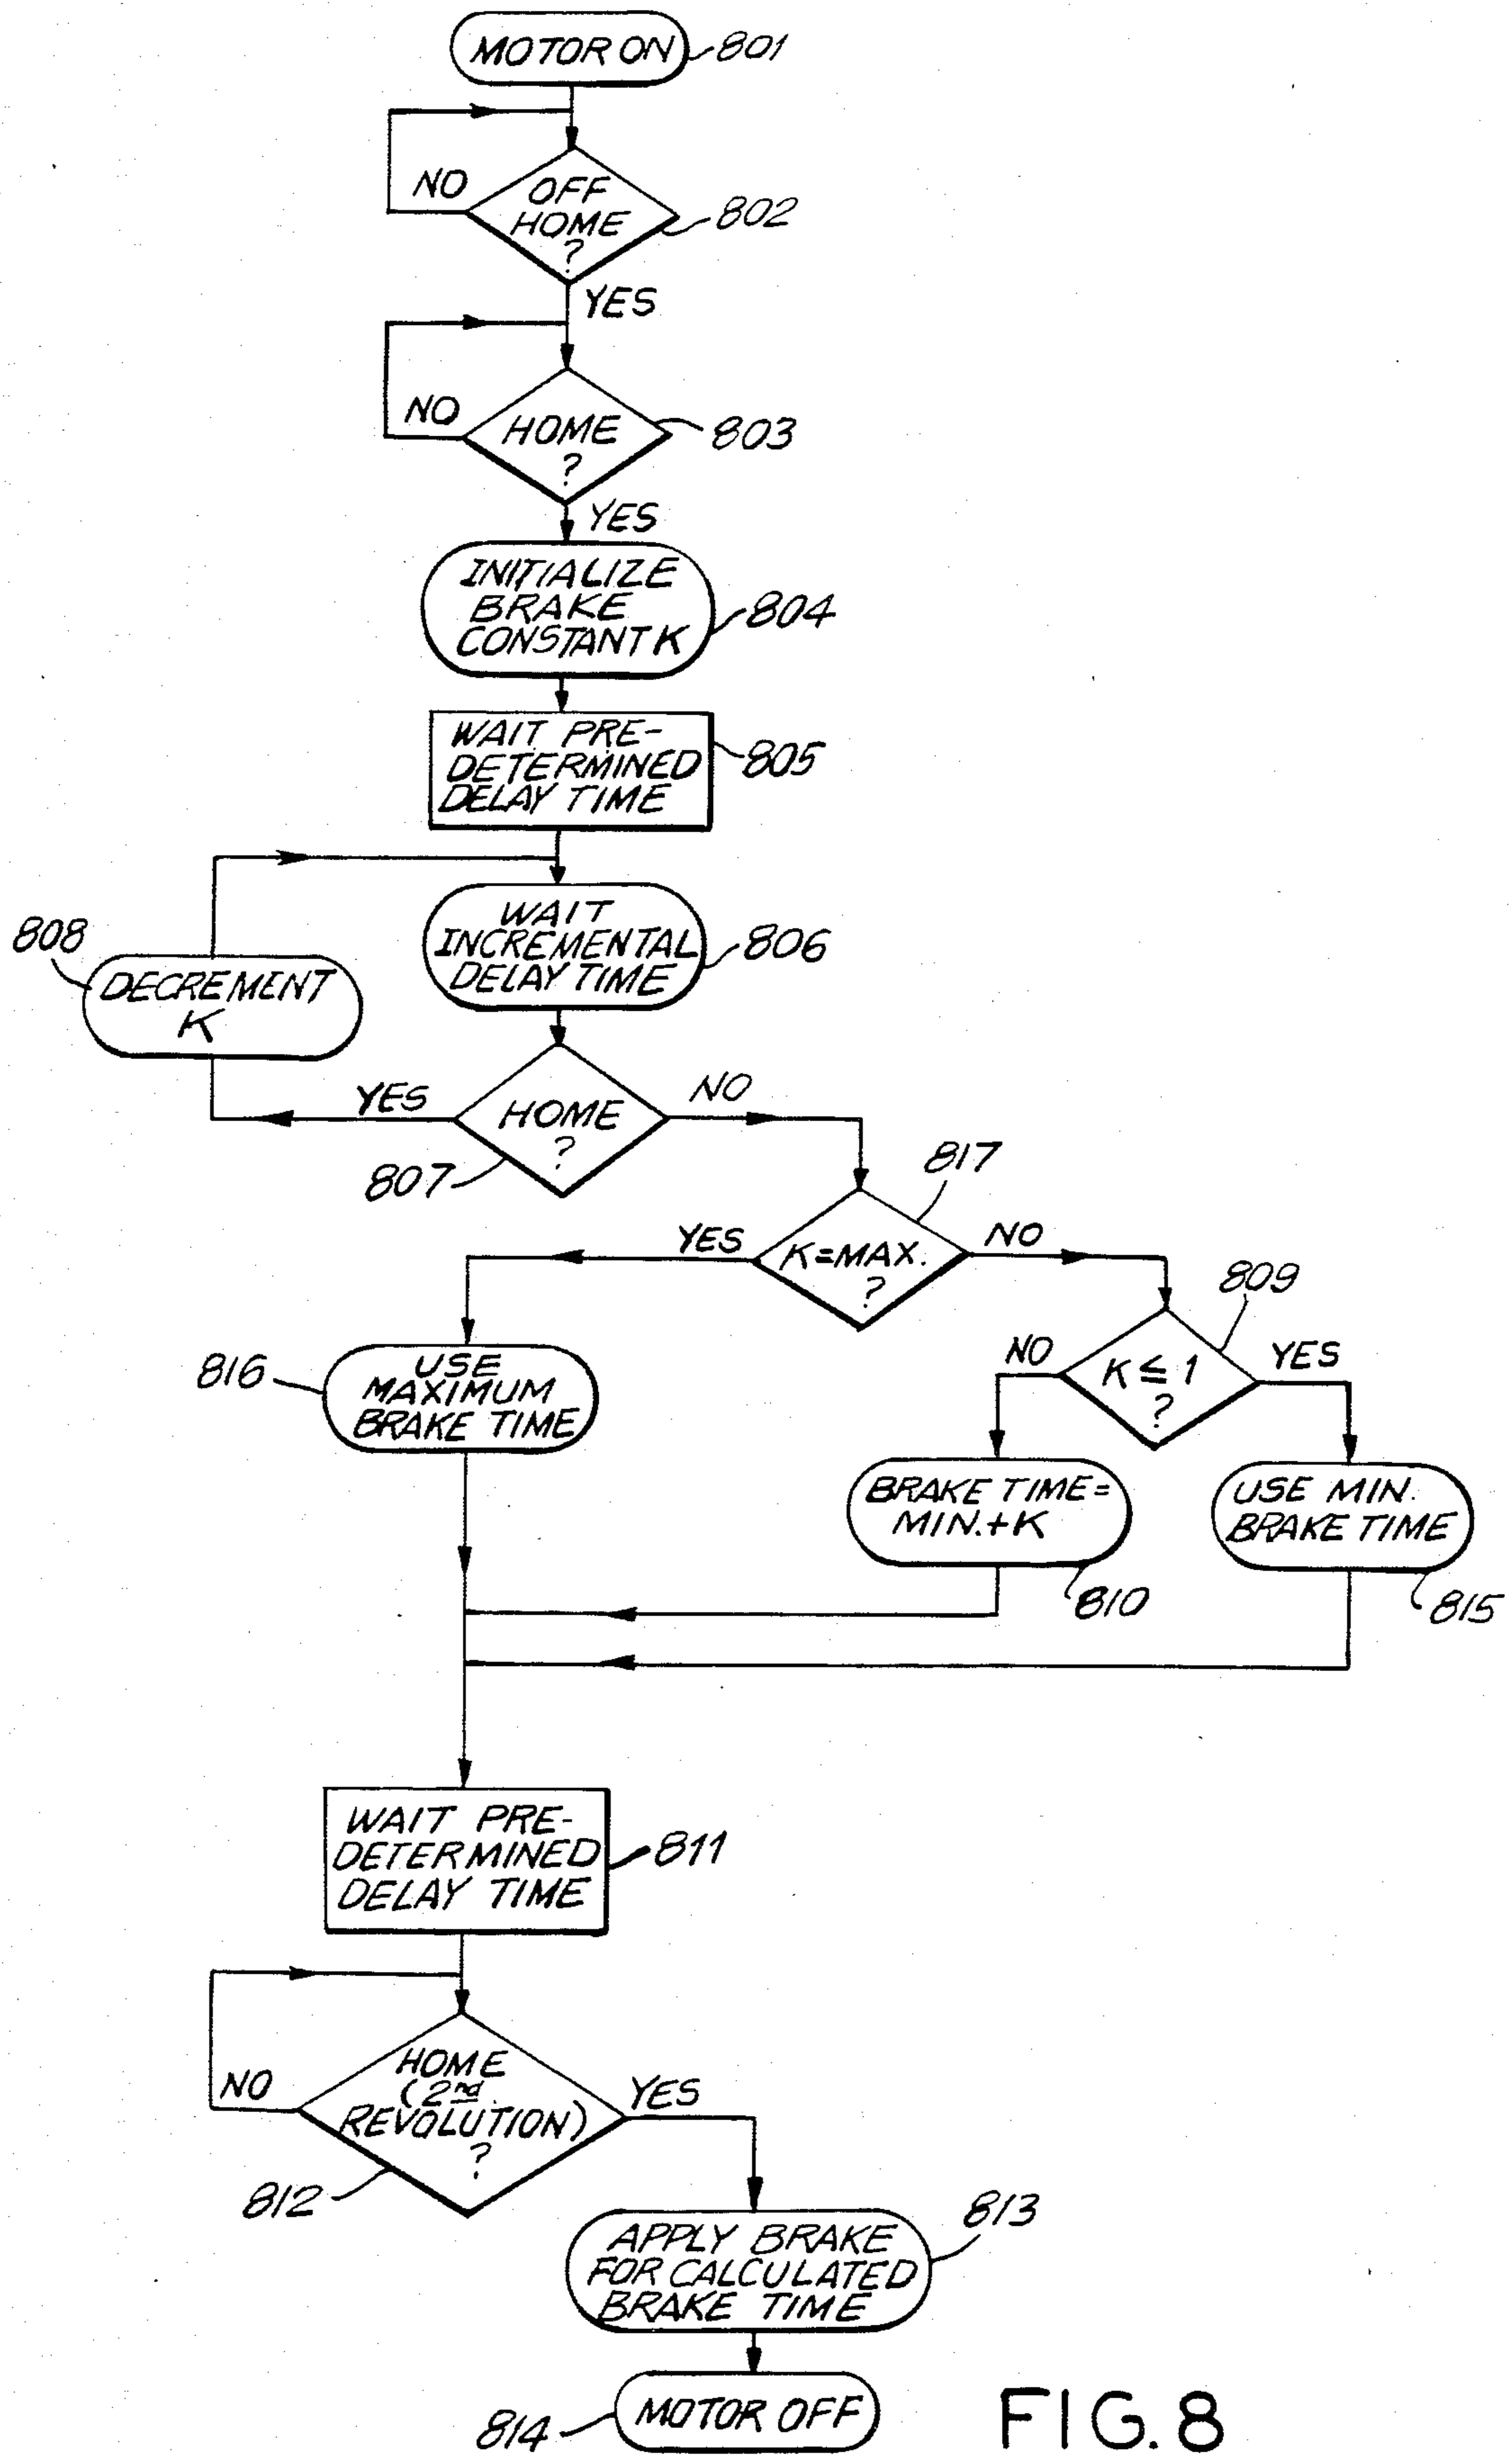 MOTOR ON
801
NO
OFF
HOME
?
802
YES
NO
HOME
?
803
YES
INITIALIZE
BRAKE
CONSTANT K
804
WAIT PRE-
DETERMINED
DELAY TIME
805
808
DECREMENT
K
WAIT
INCREMENTAL
DELAY TIME
806
YES
HOME
?
NO
807
817
YES
K=MAX.
?
NO
809
816
USE
MAXIMUM
BRAKE TIME
NO
K ≤ 1
?
YES
BRAKE TIME=
MIN.+K
810
USE MIN.
BRAKE TIME
815
WAIT PRE-
DETERMINED
DELAY TIME
811
NO
HOME
(2nd.
REVOLUTION)
?
YES
812
813
APPLY BRAKE
FOR CALCULATED
BRAKE TIME
814
MOTOR OFF
FIG. 8